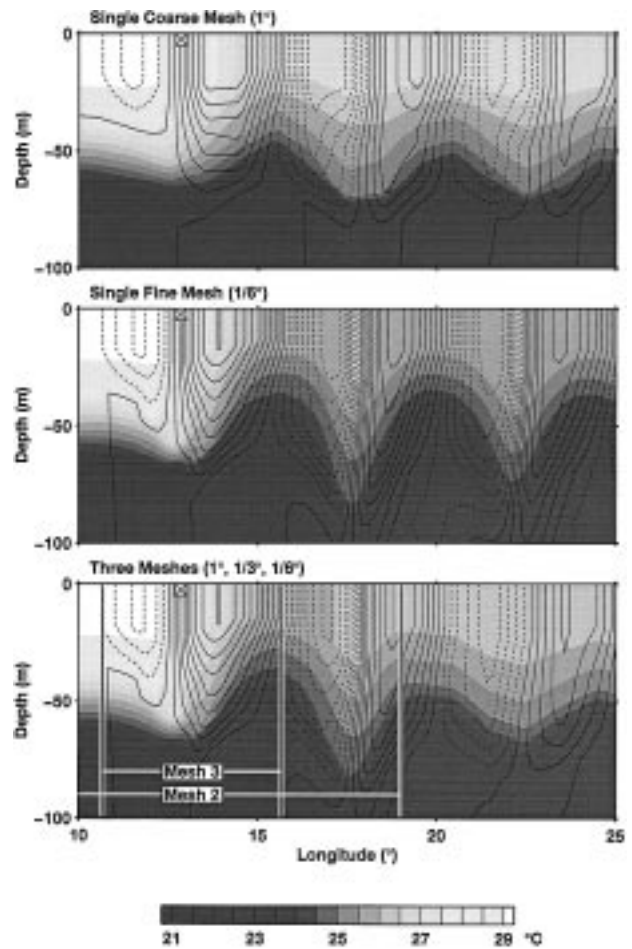 Single Coarse Mesh (1°)
0
Depth (m)
−50
−100
Single Fine Mesh (1/6°)
0
Depth (m)
−50
−100
Three Meshes (1°, 1/3°, 1/6°)
0
Depth (m)
−50
Mesh 3
Mesh 2
−100
10 15 20 25
Longitude (°)
21 23 25 27 29 °C